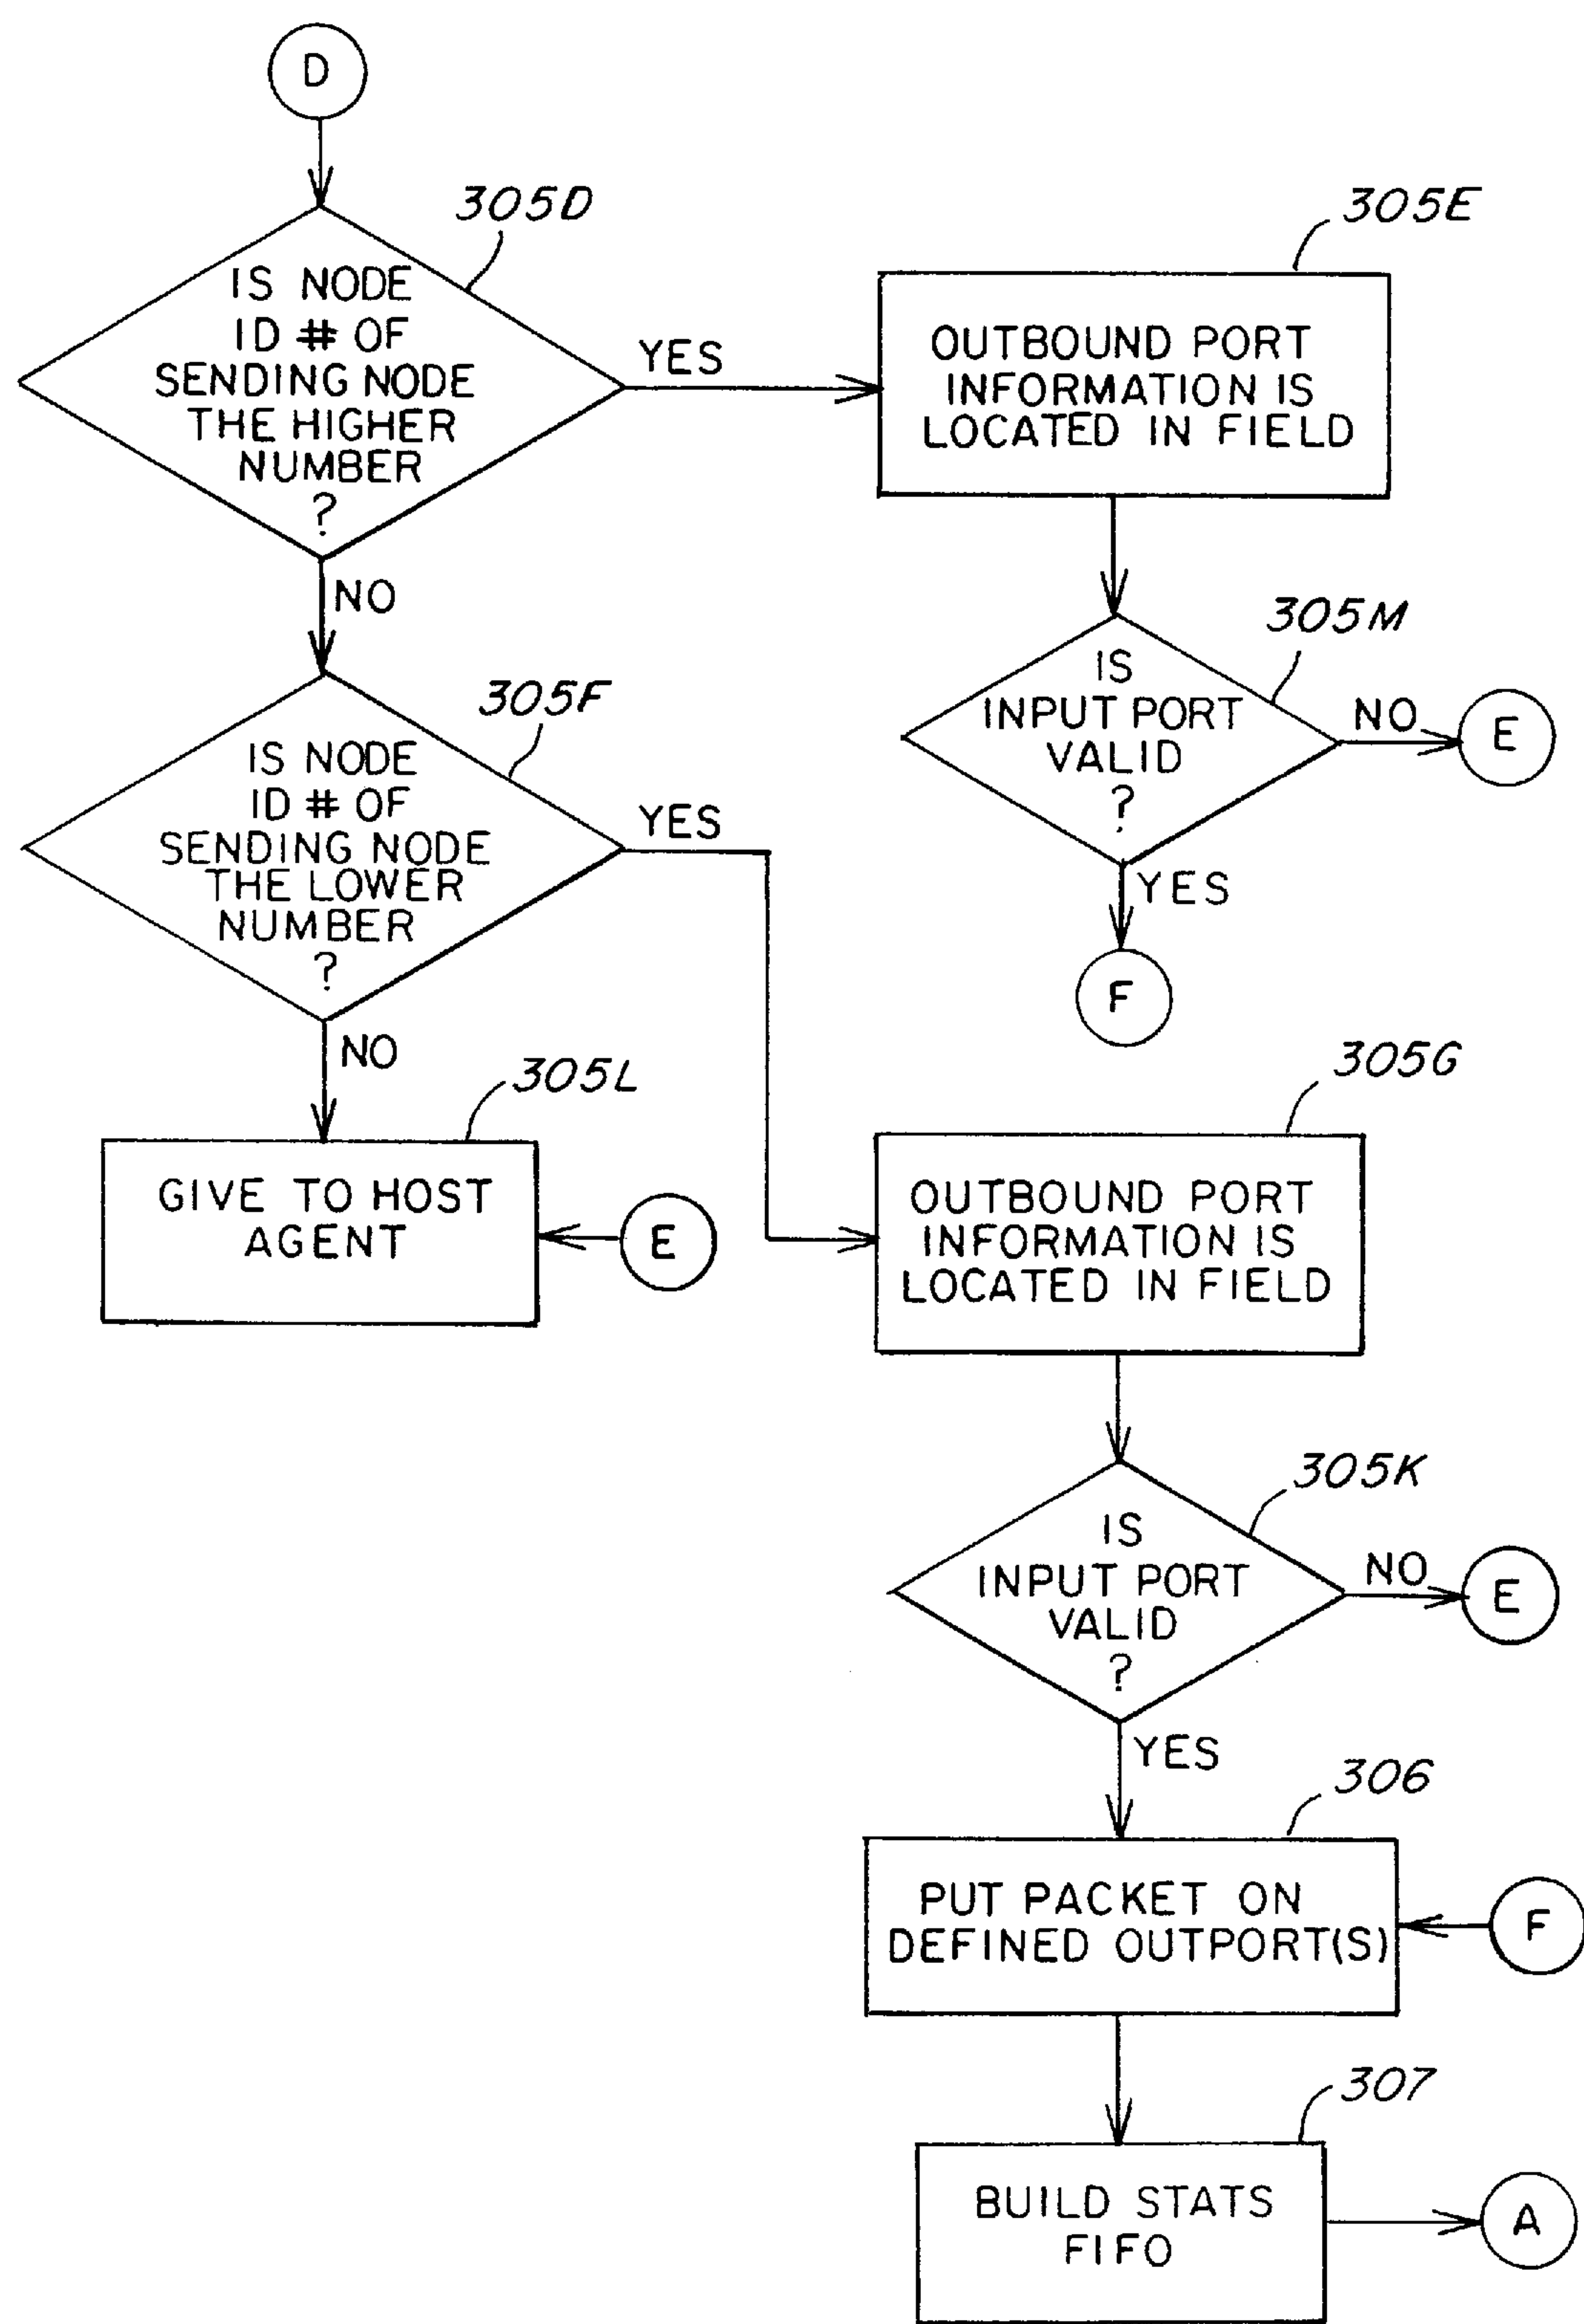 D
305D
IS NODE
ID # OF
SENDING NODE
THE HIGHER
NUMBER
?
YES
NO
305E
OUTBOUND PORT
INFORMATION IS
LOCATED IN FIELD
305M
IS
INPUT PORT
VALID
?
NO
E
YES
F
305F
IS NODE
ID # OF
SENDING NODE
THE LOWER
NUMBER
?
YES
NO
305L
GIVE TO HOST
AGENT
E
305G
OUTBOUND PORT
INFORMATION IS
LOCATED IN FIELD
305K
IS
INPUT PORT
VALID
?
NO
E
YES
306
PUT PACKET ON
DEFINED OUTPORT(S)
F
307
BUILD STATS
FIFO
A